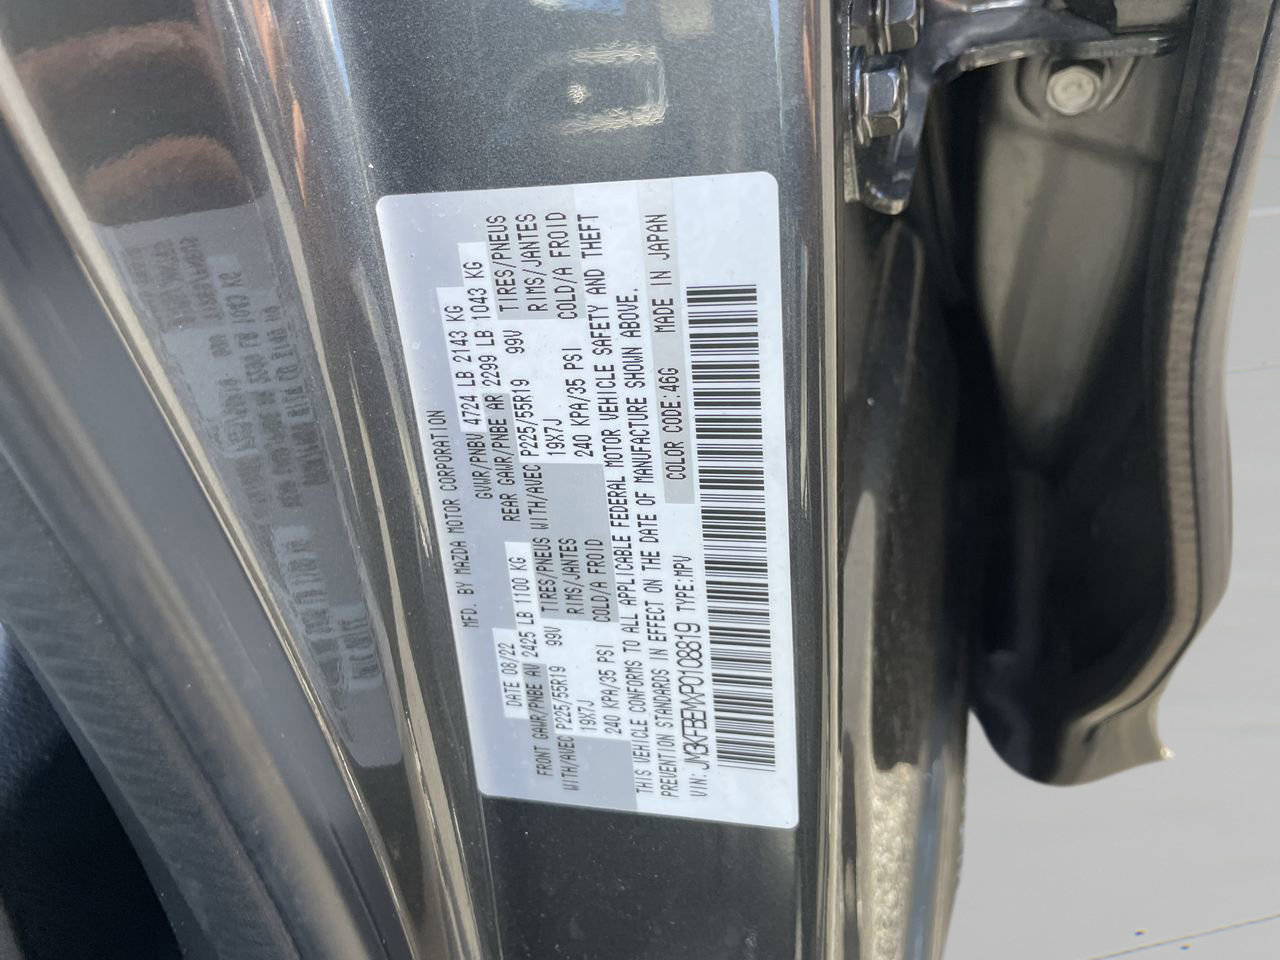 MFD. BY MAZDA MOTOR CORPORATION
DATE 08/22 GVWR/PNBV 4724 LB 2143 KG
FRONT GAWR/PNBE AV 2425 LB 1100 KG REAR GAWR/PNBE AR 2299 LB 1043 KG
WITH/AVEC P225/55R19 99V TIRES/PNEUS WITH/AVEC P225/55R19 99V TIRES/PNEUS
19X7J RIMS/JANTES 19X7J RIMS/JANTES
240 KPA/35 PSI COLD/A FROID 240 KPA/35 PSI COLD/A FROID
THIS VEHICLE CONFORMS TO ALL APPLICABLE FEDERAL MOTOR VEHICLE SAFETY AND THEFT
PREVENTION STANDARDS IN EFFECT ON THE DATE OF MANUFACTURE SHOWN ABOVE.
VIN: TYPE:MPV COLOR CODE:46G MADE IN JAPAN